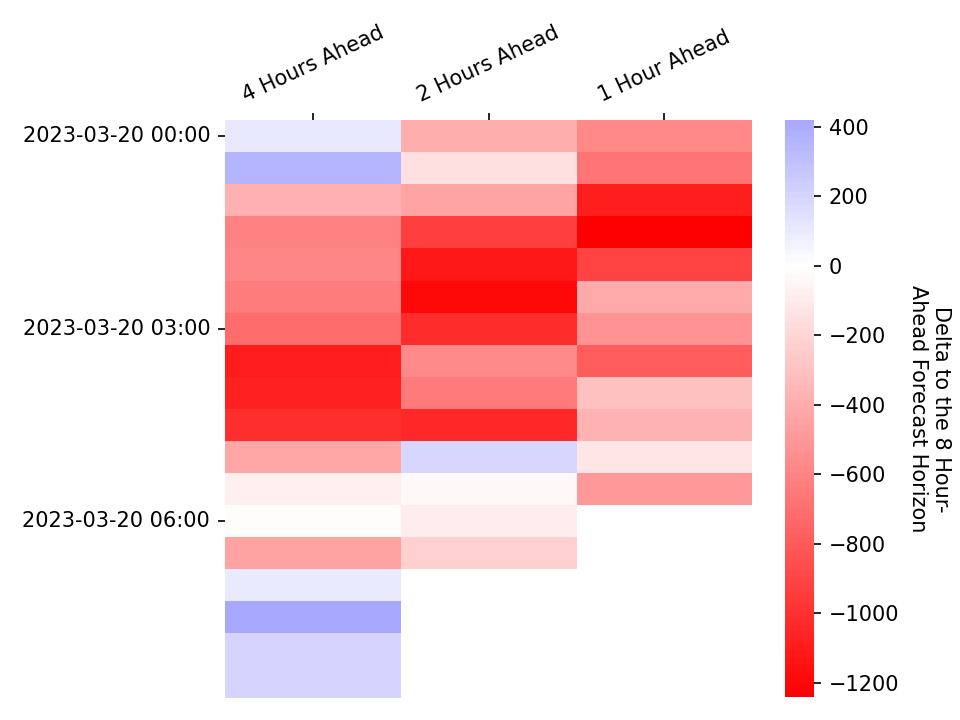 4 Hours Ahead
2 Hours Ahead
1 Hour Ahead
2023-03-20 00:00
2023-03-20 03:00
2023-03-20 06:00
400
200
0
−200
−400
−600
−800
−1000
−1200
Delta to the 8 Hour-
Ahead Forecast Horizon